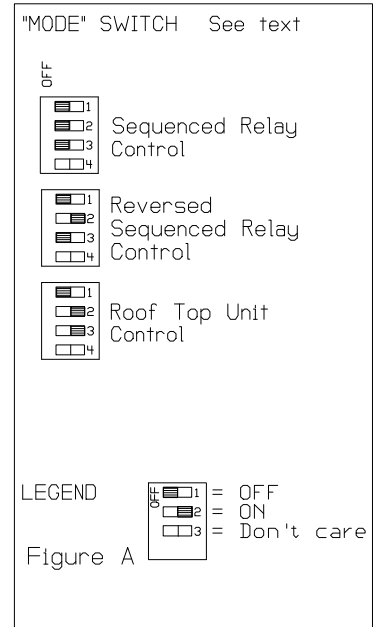 "MODE" SWITCH See text
OFF
1
2
3
4
Sequenced Relay
Control
1
2
3
4
Reversed
Sequenced Relay
Control
1
2
3
4
Roof Top Unit
Control
LEGEND
OFF
1 = OFF
2 = ON
3 = Don't care
Figure A